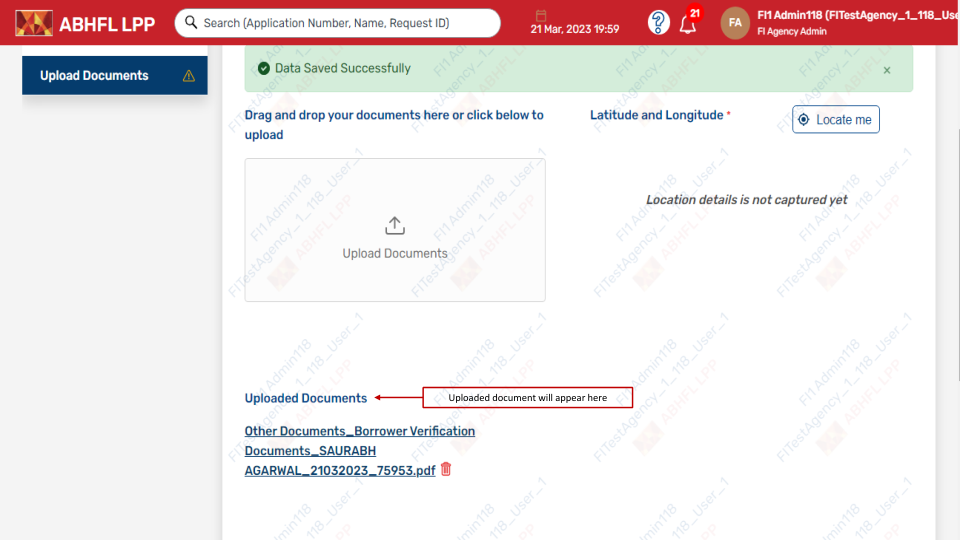 ABHFL LPP
Search (Application Number, Name, Request ID)
21 Mar, 2023 19:59
21
FA
FI1 Admin118 (FITestAgency_1_118_Use
FI Agency Admin
Upload Documents
Data Saved Successfully
x
Drag and drop your documents here or click below to
upload
Latitude and Longitude *
Locate me
Location details is not captured yet
Upload Documents
Uploaded Documents
Uploaded document will appear here
Other Documents_Borrower Verification
Documents_SAURABH
AGARWAL_21032023_75953.pdf
FI1 Admin118
FITestAgency_1_118_User_1
ABHFL LPP